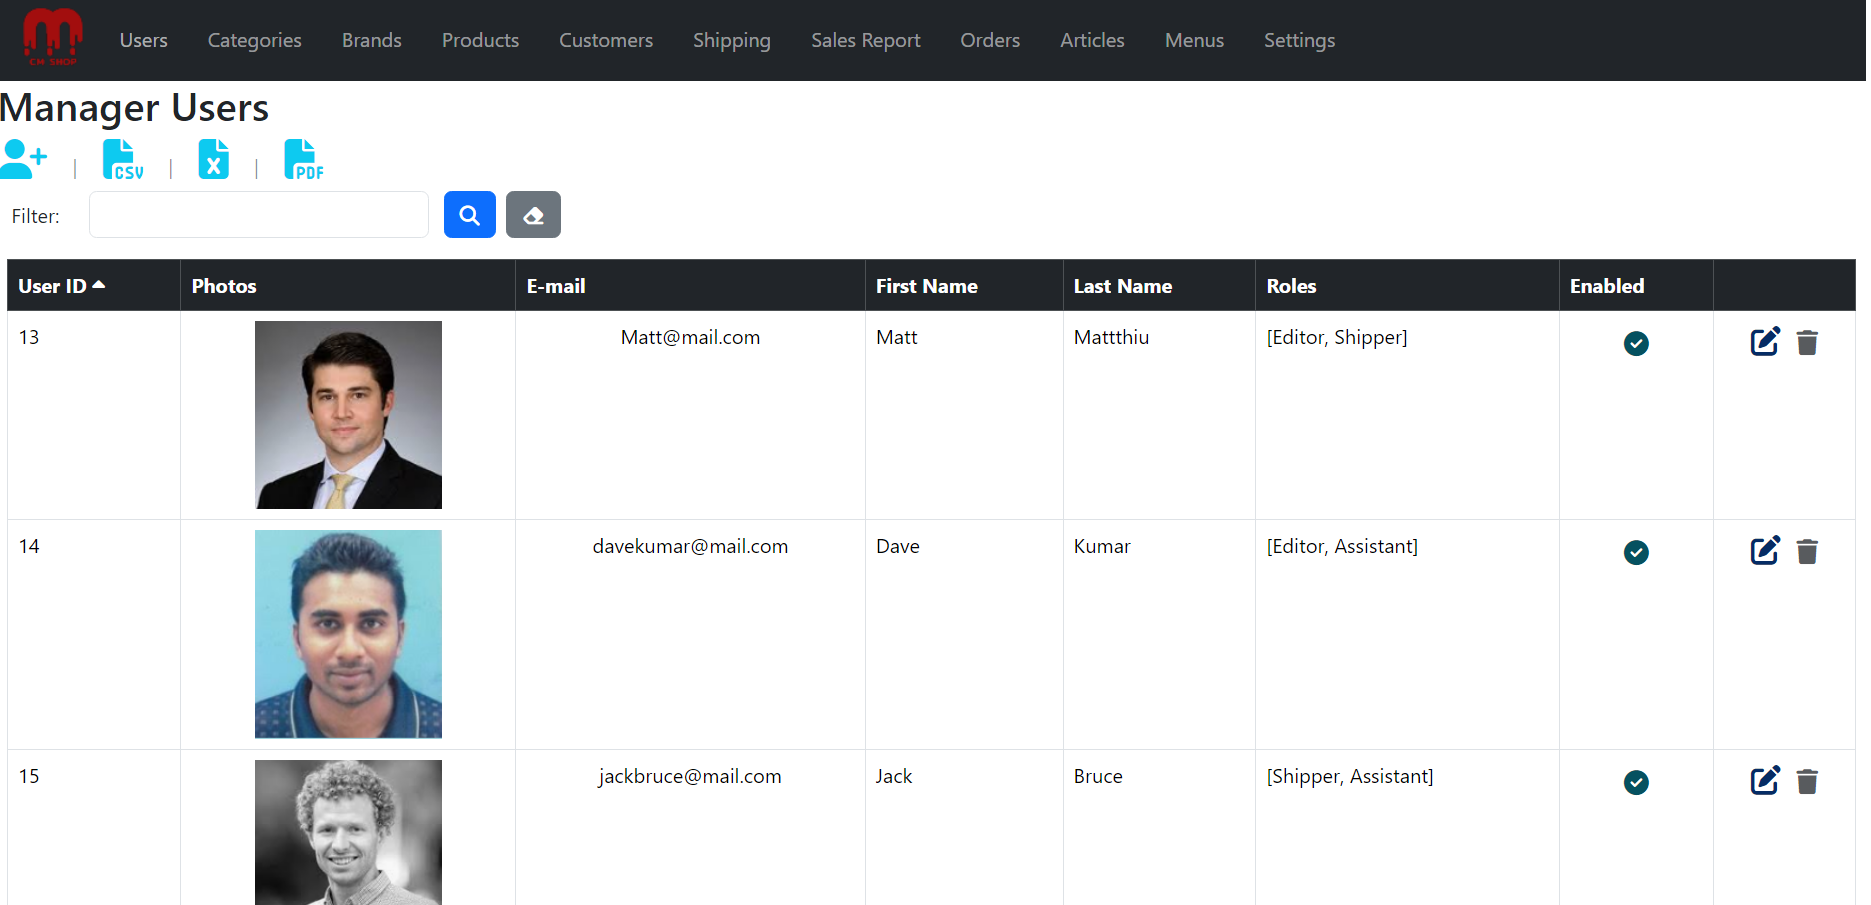 CM SHOP
Users Categories Brands Products Customers Shipping Sales Report Orders Articles Menus Settings
Manager Users
| CSV | X | PDF
Filter:
User ID Photos E-mail First Name Last Name Roles Enabled
13 Matt@mail.com Matt Mattthiu [Editor, Shipper]
14 davekumar@mail.com Dave Kumar [Editor, Assistant]
15 jackbruce@mail.com Jack Bruce [Shipper, Assistant]